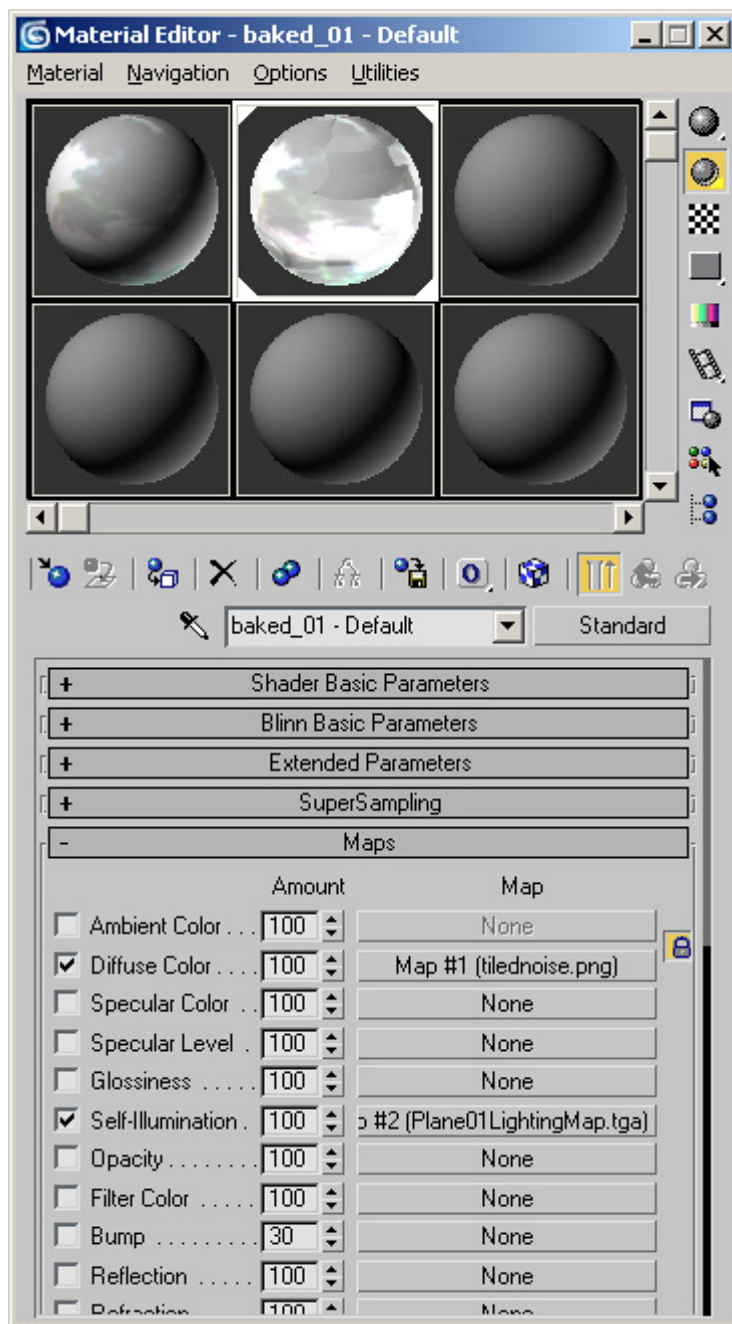 Material Editor - baked_01 - Default
Material Navigation Options Utilities
baked_01 - Default Standard
+ Shader Basic Parameters
+ Blinn Basic Parameters
+ Extended Parameters
+ SuperSampling
- Maps
Amount Map
Ambient Color . . . 100 None
Diffuse Color . . . . 100 Map #1 (tilednoise.png)
Specular Color . . 100 None
Specular Level . 100 None
Glossiness . . . . . 100 None
Self-Illumination . 100 #2 (Plane01LightingMap.tga)
Opacity . . . . . . . . 100 None
Filter Color . . . . . 100 None
Bump . . . . . . . . . 30 None
Reflection . . . . . 100 None
Refraction 100 None